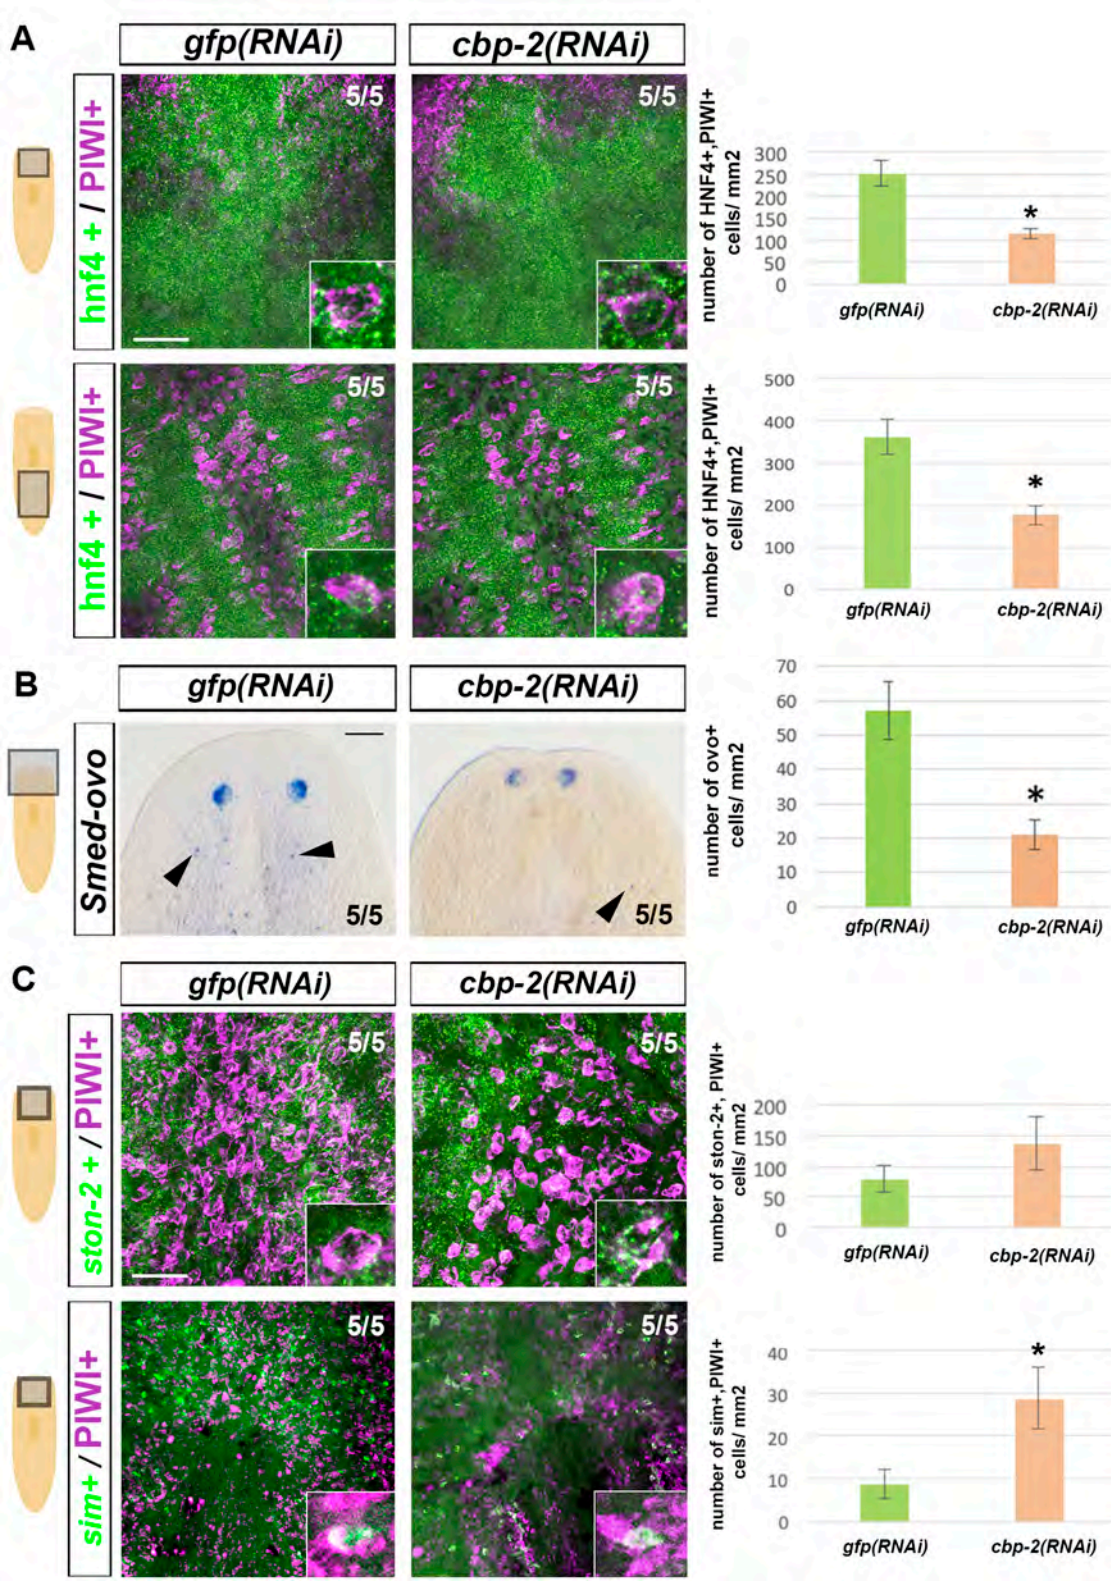 A
gfp(RNAi)
cbp-2(RNAi)
hnf4 + / PIWI+
5/5
5/5
number of HNF4+,PIWI+
cells/ mm2
300
250
200
150
100
50
0
*
gfp(RNAi)
cbp-2(RNAi)
hnf4 + / PIWI+
5/5
5/5
number of HNF4+,PIWI+
cells/ mm2
500
400
300
200
100
0
*
gfp(RNAi)
cbp-2(RNAi)
B
gfp(RNAi)
cbp-2(RNAi)
Smed-ovo
5/5
5/5
number of ovo+
cells/ mm2
70
60
50
40
30
20
10
0
*
gfp(RNAi)
cbp-2(RNAi)
C
gfp(RNAi)
cbp-2(RNAi)
ston-2 + / PIWI+
5/5
5/5
number of ston-2+, PIWI+
cells/ mm2
200
150
100
50
0
gfp(RNAi)
cbp-2(RNAi)
sim+ / PIWI+
5/5
5/5
number of sim+,PIWI+
cells/ mm2
40
30
20
10
0
*
gfp(RNAi)
cbp-2(RNAi)